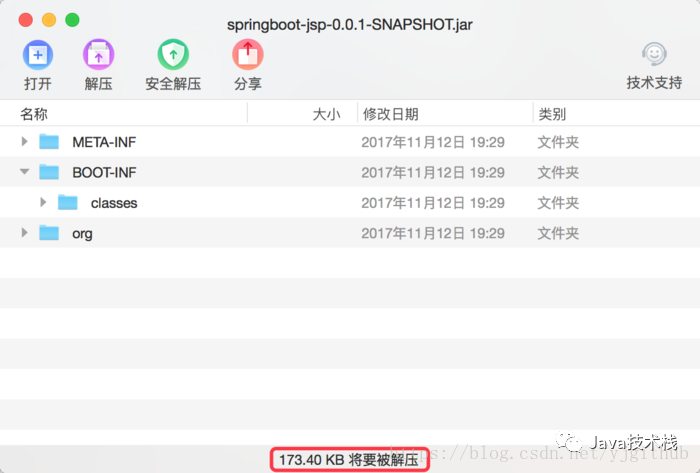 springboot-jsp-0.0.1-SNAPSHOT.jar
打开 解压 安全解压 分享 技术支持
名称 大小 修改日期 类别
META-INF 2017年11月12日 19:29 文件夹
BOOT-INF 2017年11月12日 19:29 文件夹
classes 2017年11月12日 19:29 文件夹
org 2017年11月12日 19:29 文件夹
Java技术栈
173.40 KB 将要被解压
https://blog.csdn.net/yjgithub